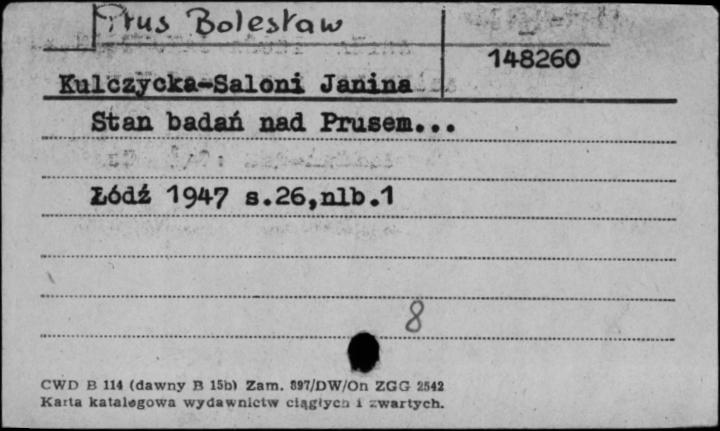 Prus Bolesław
148260
Kulczycka-Saloni Janina
Stan badań nad Prusem...
Łódź 1947 s.26,nlb.1
8
CWD B 114 (dawny B 15b) Zam. 897/DW/On ZGG 2542
Karta katalogowa wydawnictw ciągłych i zwartych.